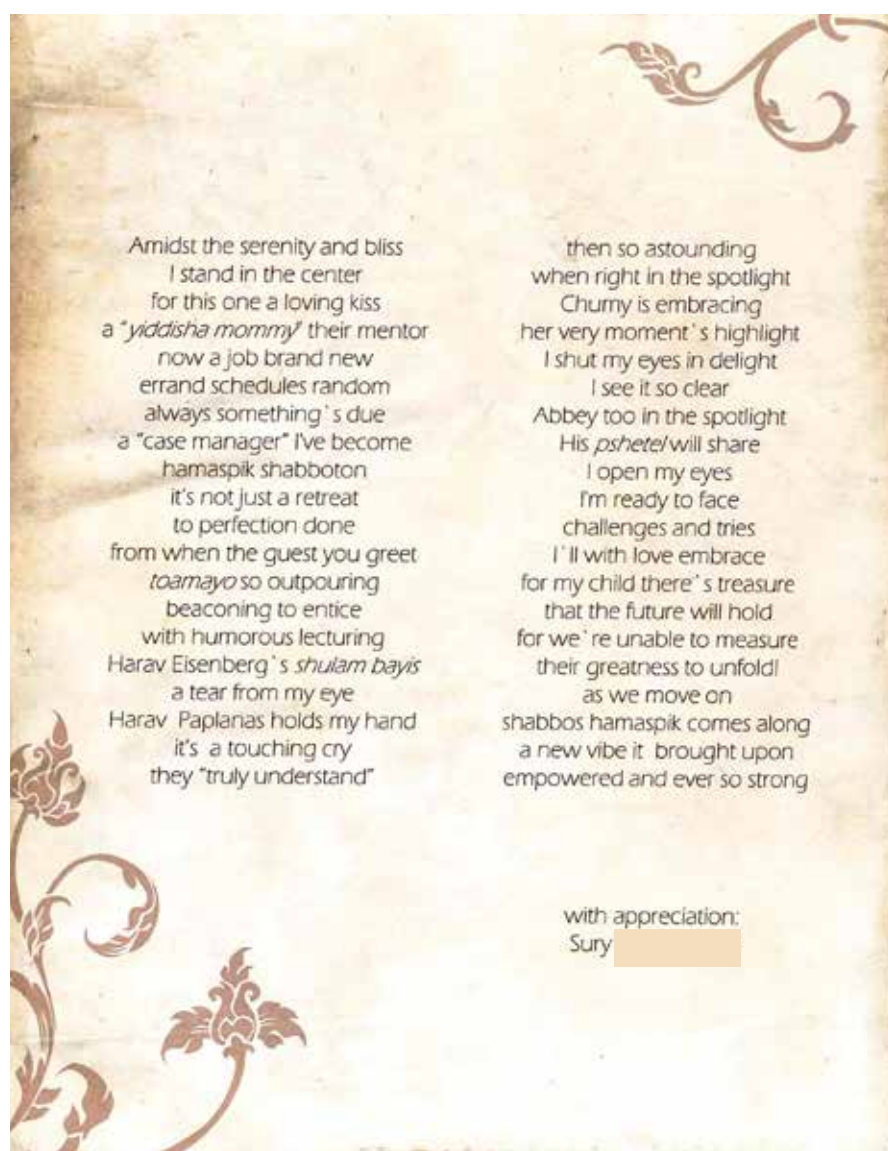 Amidst the serenity and bliss
I stand in the center
for this one a loving kiss
a "yiddisha mommy" their mentor
now a job brand new
errand schedules random
always something`s due
a "case manager" I've become
hamaspik shabboton
it's not just a retreat
to perfection done
from when the guest you greet
toamayo so outpouring
beaconing to entice
with humorous lecturing
Harav Eisenberg`s shulam bayis
a tear from my eye
Harav Paplanas holds my hand
it's a touching cry
they "truly understand"
then so astounding
when right in the spotlight
Chumy is embracing
her very moment`s highlight
I shut my eyes in delight
I see it so clear
Abbey too in the spotlight
His pshetel will share
I open my eyes
I'm ready to face
challenges and tries
I`ll with love embrace
for my child there`s treasure
that the future will hold
for we`re unable to measure
their greatness to unfold!
as we move on
shabbos hamaspik comes along
a new vibe it brought upon
empowered and ever so strong
with appreciation:
Sury